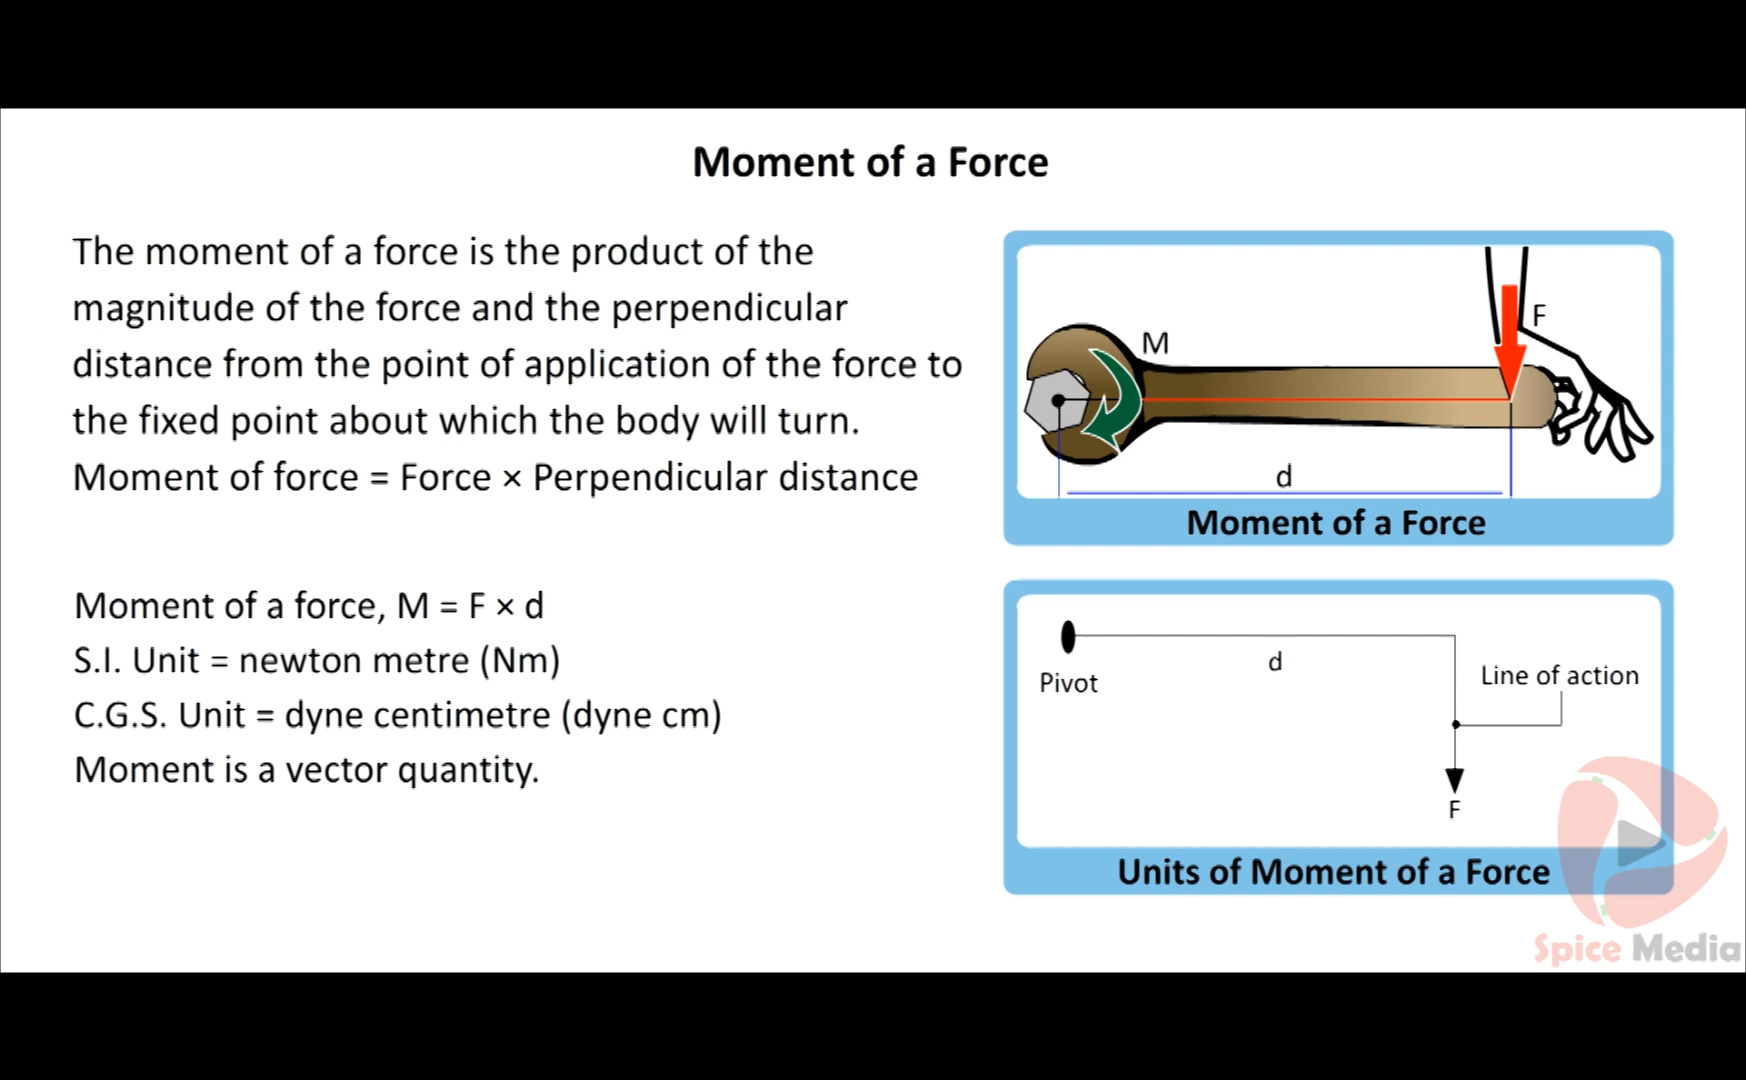 Moment of a Force
The moment of a force is the product of the
magnitude of the force and the perpendicular
distance from the point of application of the force to
the fixed point about which the body will turn.
Moment of force = Force × Perpendicular distance
Moment of a force, M = F × d
S.I. Unit = newton metre (Nm)
C.G.S. Unit = dyne centimetre (dyne cm)
Moment is a vector quantity.
F
M
d
Moment of a Force
d
Pivot
Line of action
F
Units of Moment of a Force
Spice Media